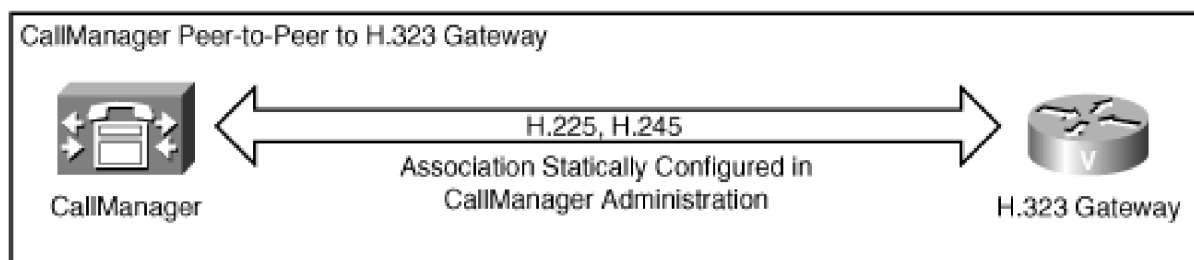 CallManager Peer-to-Peer to H.323 Gateway
H.225, H.245
Association Statically Configured in
CallManager Administration
CallManager
V
H.323 Gateway